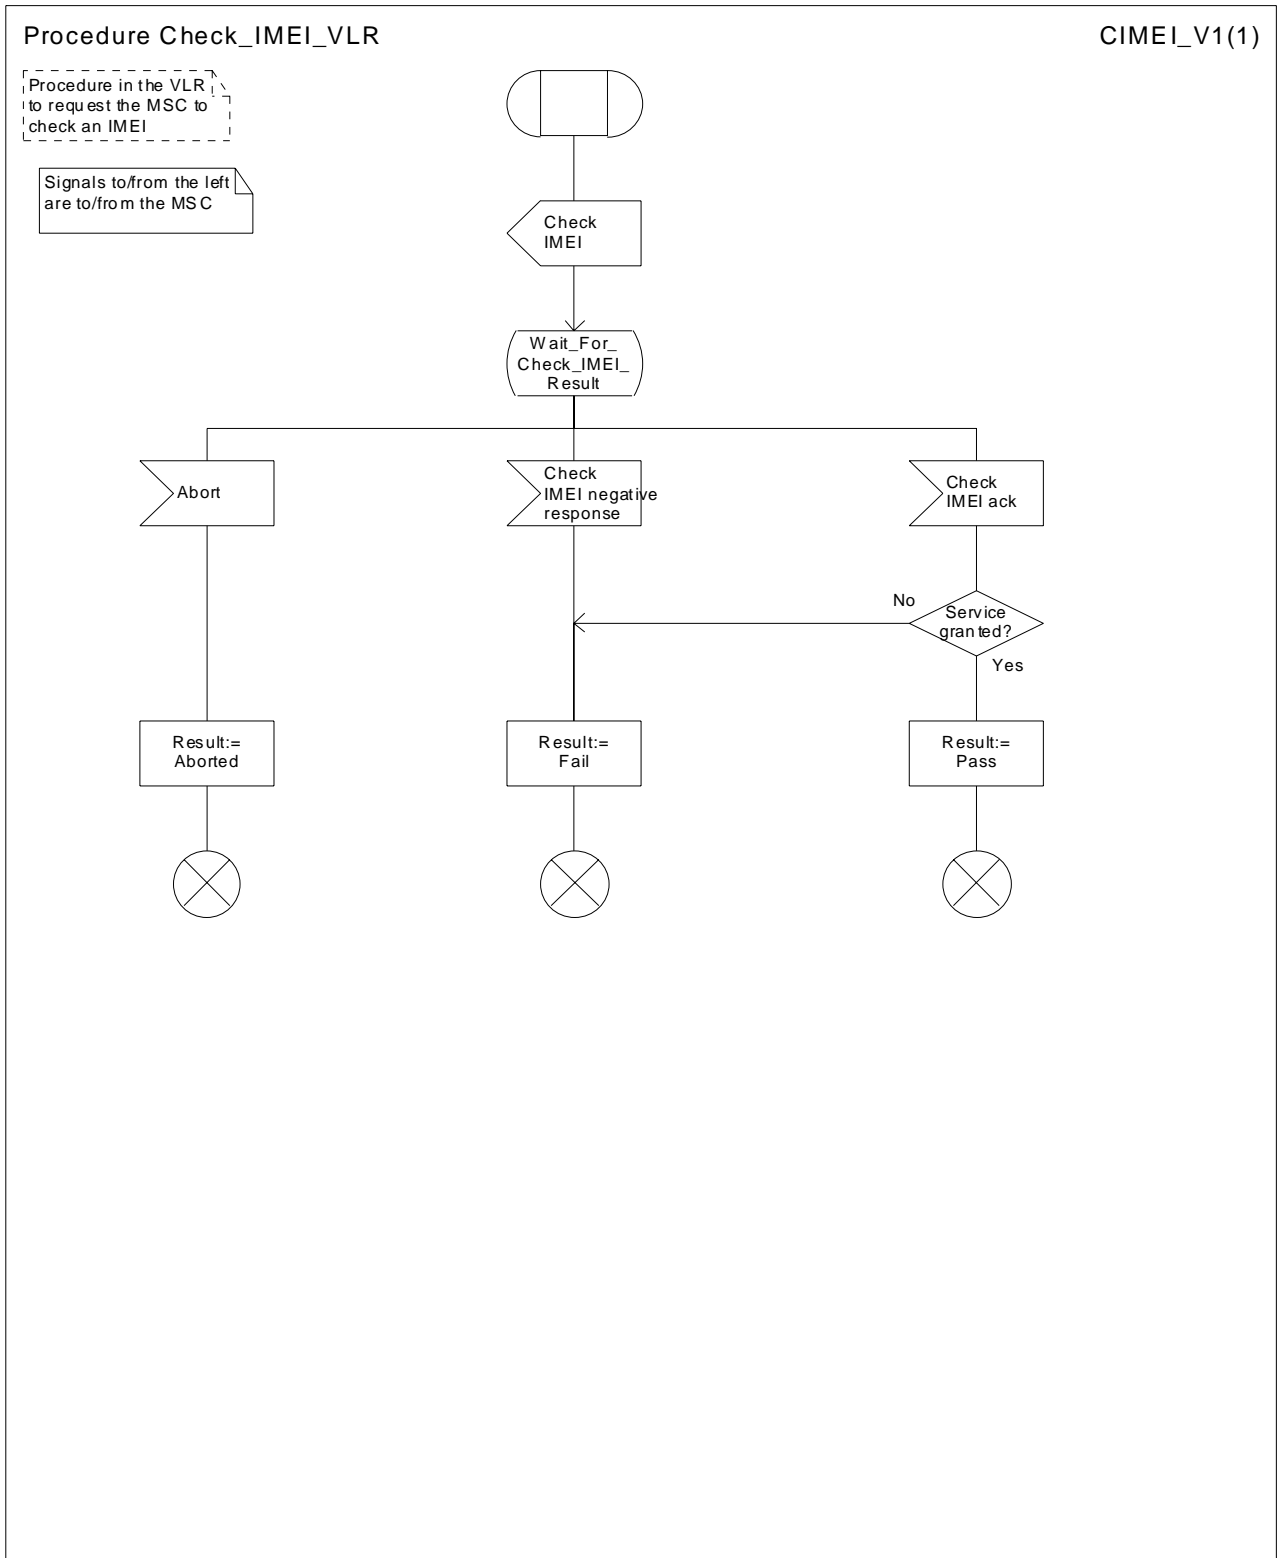 Procedure Check_IMEI_VLR
CIMEI_V1(1)
Procedure in the VLR
to request the MSC to
check an IMEI
Signals to/from the left
are to/from the MSC
Check
IMEI
Wait_For_
Check_IMEI_
Result
Abort
Check
IMEI negative
response
Check
IMEI ack
No
Service
granted?
Yes
Result:=
Aborted
Result:=
Fail
Result:=
Pass